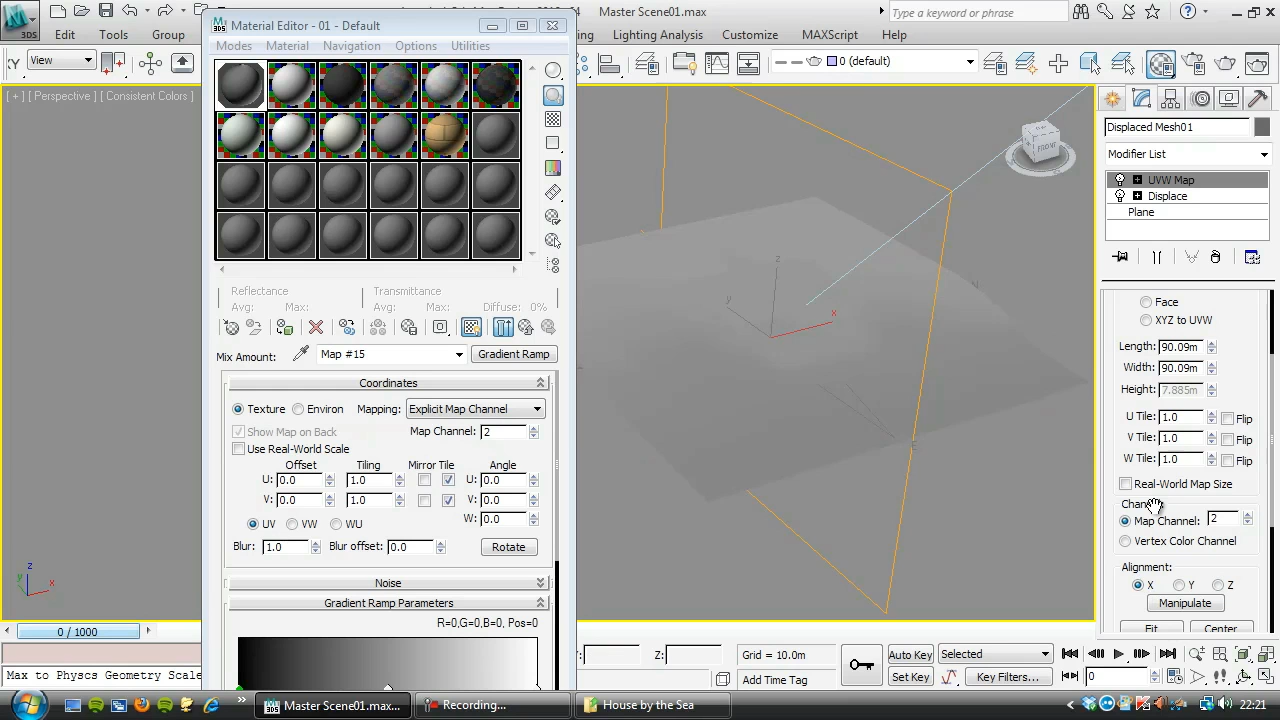 Master Scene01.max
Type a keyword or phrase
Edit Tools Group
Customize MAXScript Help
View
0 (default)
[ + ] [ Perspective ] [ Consistent Colors ]
Material Editor - 01 - Default
Modes Material Navigation Options Utilities
Reflectance Transmittance
Avg: Max: Avg: Max: Diffuse: 0%
Mix Amount: Map #15 Gradient Ramp
Coordinates
Texture Environ Mapping: Explicit Map Channel
Show Map on Back Map Channel: 2
Use Real-World Scale
Offset Tiling Mirror Tile Angle
U: 0.0 1.0 U: 0.0
V: 0.0 1.0 V: 0.0
W: 0.0
UV VW WU
Blur: 1.0 Blur offset: 0.0 Rotate
Noise
Gradient Ramp Parameters
R=0,G=0,B=0, Pos=0
z
y
x
N
E
FRONT
Displaced Mesh01
Modifier List
UVW Map
Displace
Plane
Face
XYZ to UVW
Length: 90.09m
Width: 90.09m
Height: 7.885m
U Tile: 1.0 Flip
V Tile: 1.0 Flip
W Tile: 1.0 Flip
Real-World Map Size
Map Channel: 2
Vertex Color Channel
Alignment:
X Y Z
Manipulate
Fit Center
z
y
x
0 / 1000
Z: Grid = 10.0m
Add Time Tag
Auto Key Selected
Set Key Key Filters...
0
Max to Physcs Geometry Scale
Master Scene01.max... Recording... House by the Sea
22:21